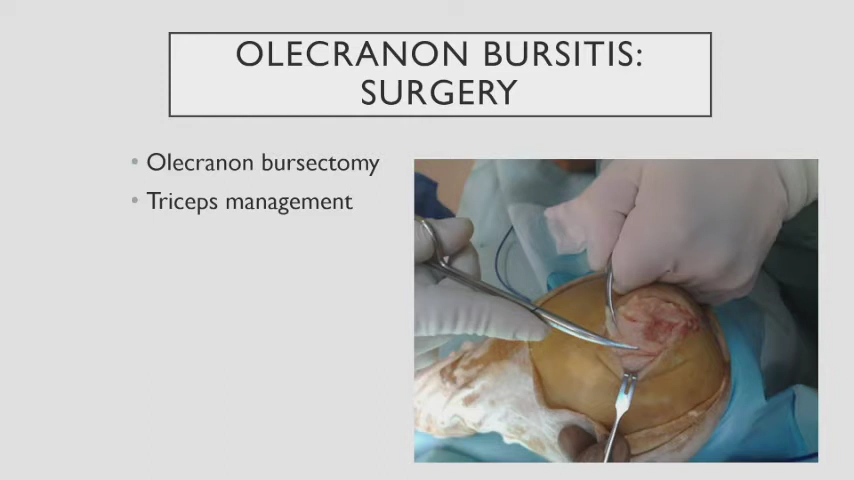 OLECRANON BURSITIS:
SURGERY
• Olecranon bursectomy
• Triceps management